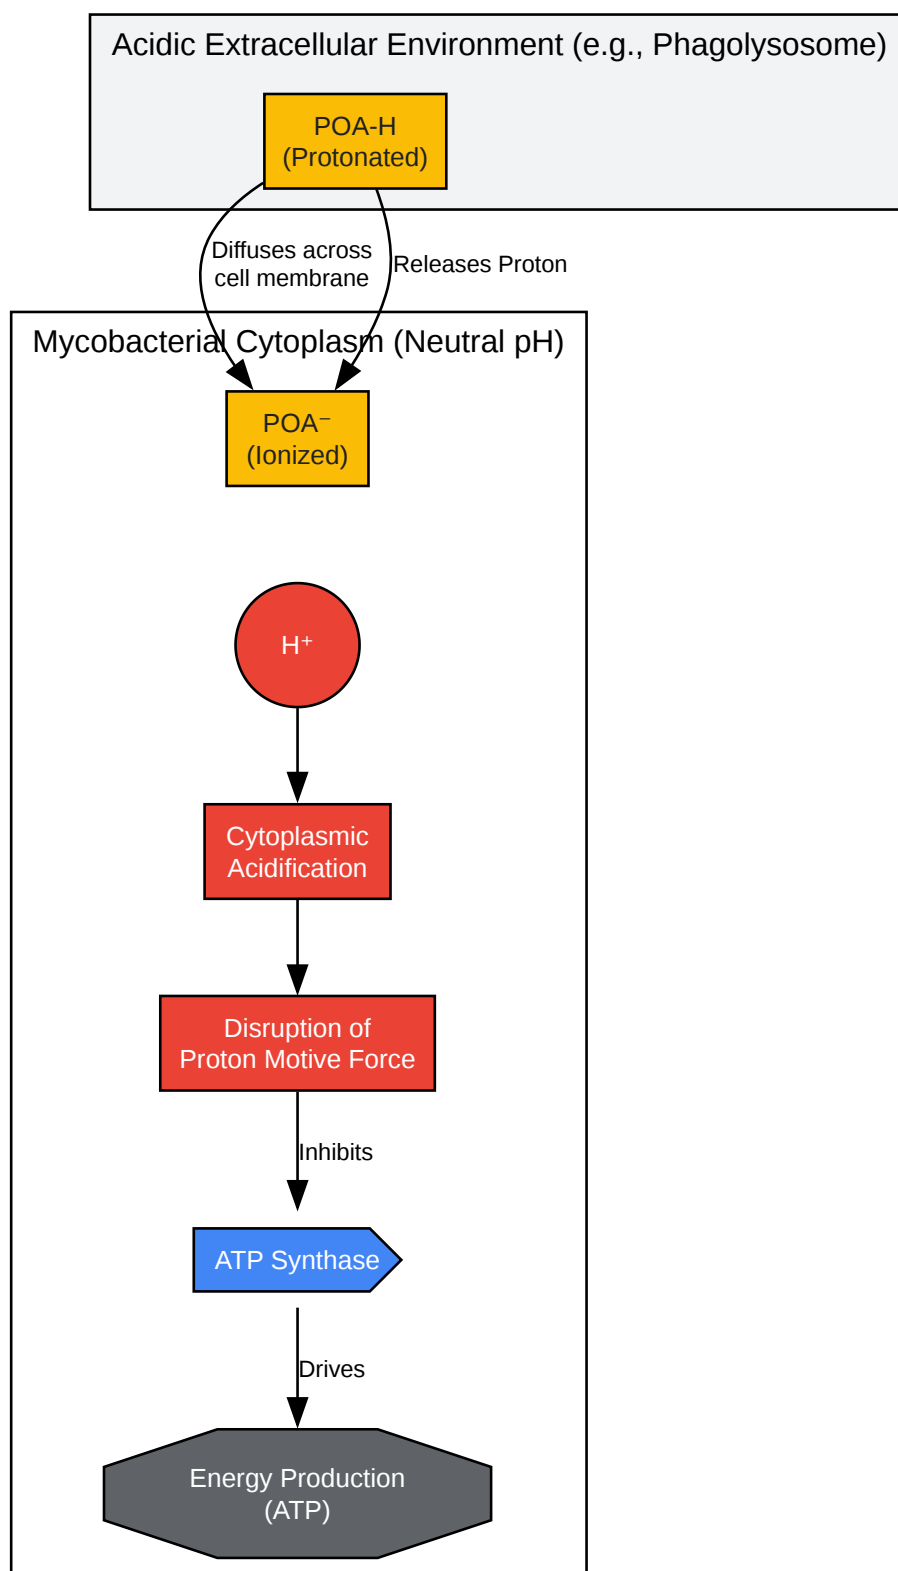 Acidic Extracellular Environment (e.g., Phagolysosome)
POA-H
(Protonated)
Diffuses across
cell membrane
Releases Proton
Mycobacterial Cytoplasm (Neutral pH)
POA⁻
(Ionized)
H⁺
Cytoplasmic
Acidification
Disruption of
Proton Motive Force
Inhibits
ATP Synthase
Drives
Energy Production
(ATP)